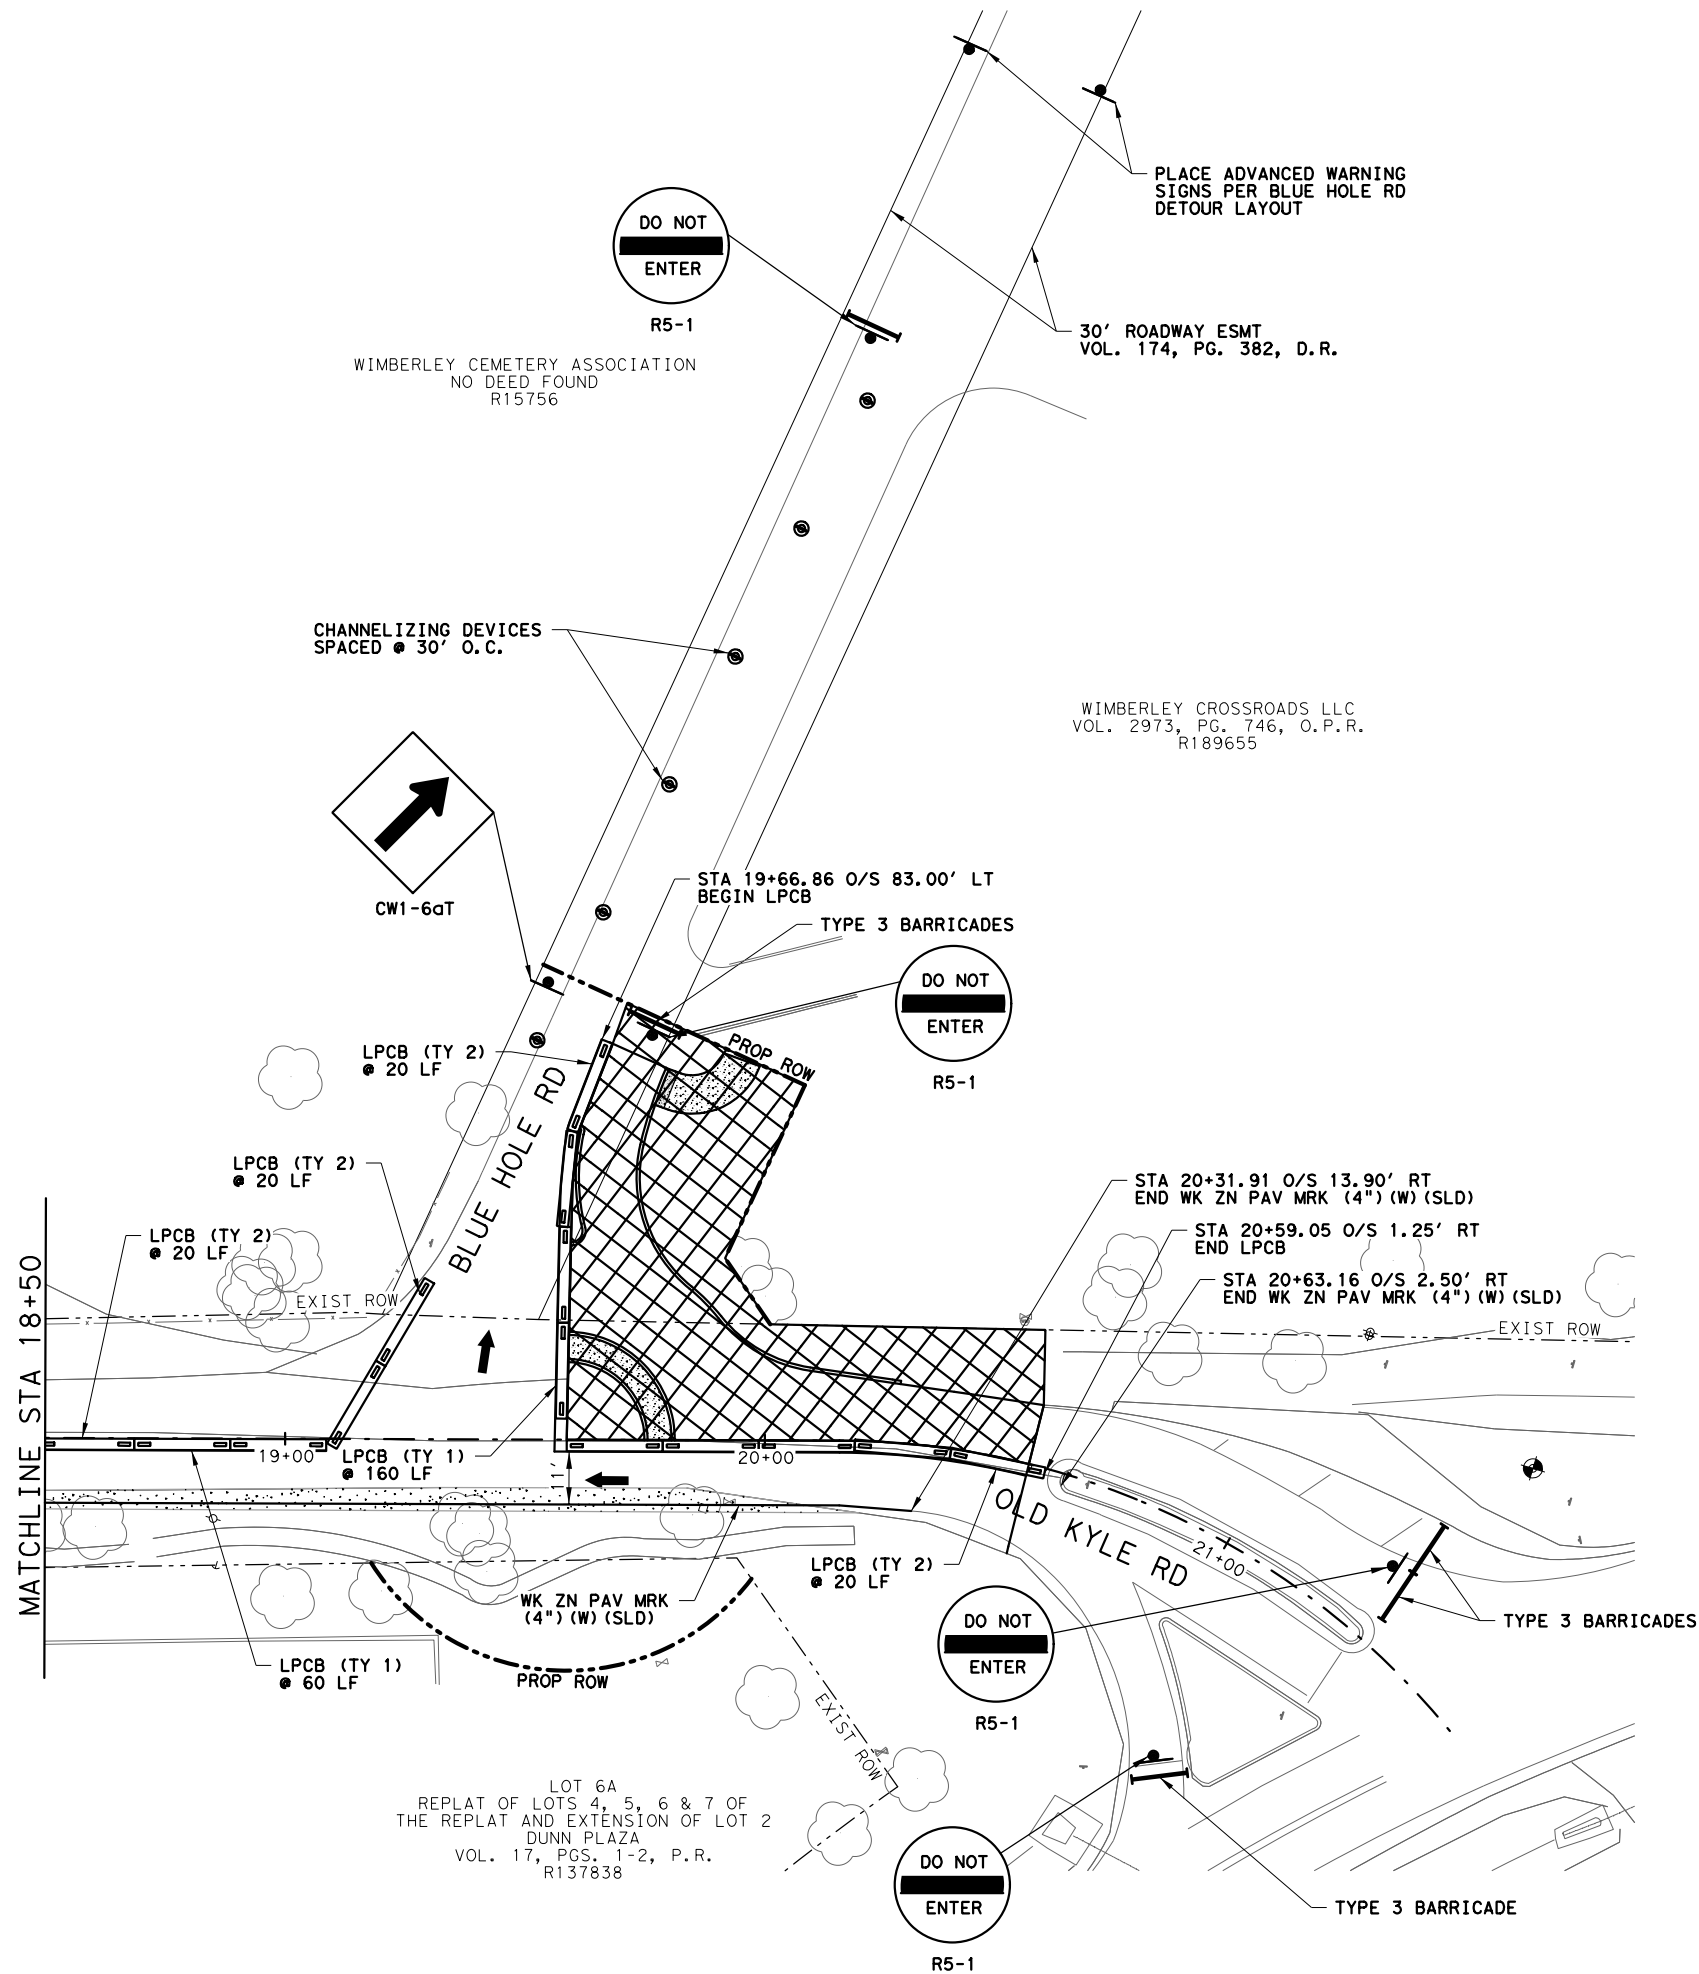 PLACE ADVANCED WARNING
SIGNS PER BLUE HOLE RD
DETOUR LAYOUT
DO NOT
ENTER
R5-1
30' ROADWAY ESMT
VOL. 174, PG. 382, D.R.
WIMBERLEY CEMETERY ASSOCIATION
NO DEED FOUND
R15756
CHANNELIZING DEVICES
SPACED @ 30' O.C.
WIMBERLEY CROSSROADS LLC
VOL. 2973, PG. 746, O.P.R.
R189655
CW1-6aT
STA 19+66.86 O/S 83.00' LT
BEGIN LPCB
TYPE 3 BARRICADES
DO NOT
ENTER
R5-1
PROP ROW
LPCB (TY 2)
@ 20 LF
BLUE HOLE RD
LPCB (TY 2)
@ 20 LF
LPCB (TY 2)
@ 20 LF
STA 20+31.91 O/S 13.90' RT
END WK ZN PAV MRK (4")(W)(SLD)
STA 20+59.05 O/S 1.25' RT
END LPCB
STA 20+63.16 O/S 2.50' RT
END WK ZN PAV MRK (4")(W)(SLD)
EXIST ROW
EXIST ROW
MATCHLINE STA 18+50
19+00
LPCB (TY 1)
@ 160 LF
20+00
11'
OLD KYLE RD
21+00
LPCB (TY 2)
@ 20 LF
WK ZN PAV MRK
(4")(W)(SLD)
DO NOT
ENTER
R5-1
TYPE 3 BARRICADES
LPCB (TY 1)
@ 60 LF
PROP ROW
EXIST ROW
LOT 6A
REPLAT OF LOTS 4, 5, 6 & 7 OF
THE REPLAT AND EXTENSION OF LOT 2
DUNN PLAZA
VOL. 17, PGS. 1-2, P.R.
R137838
DO NOT
ENTER
R5-1
TYPE 3 BARRICADE